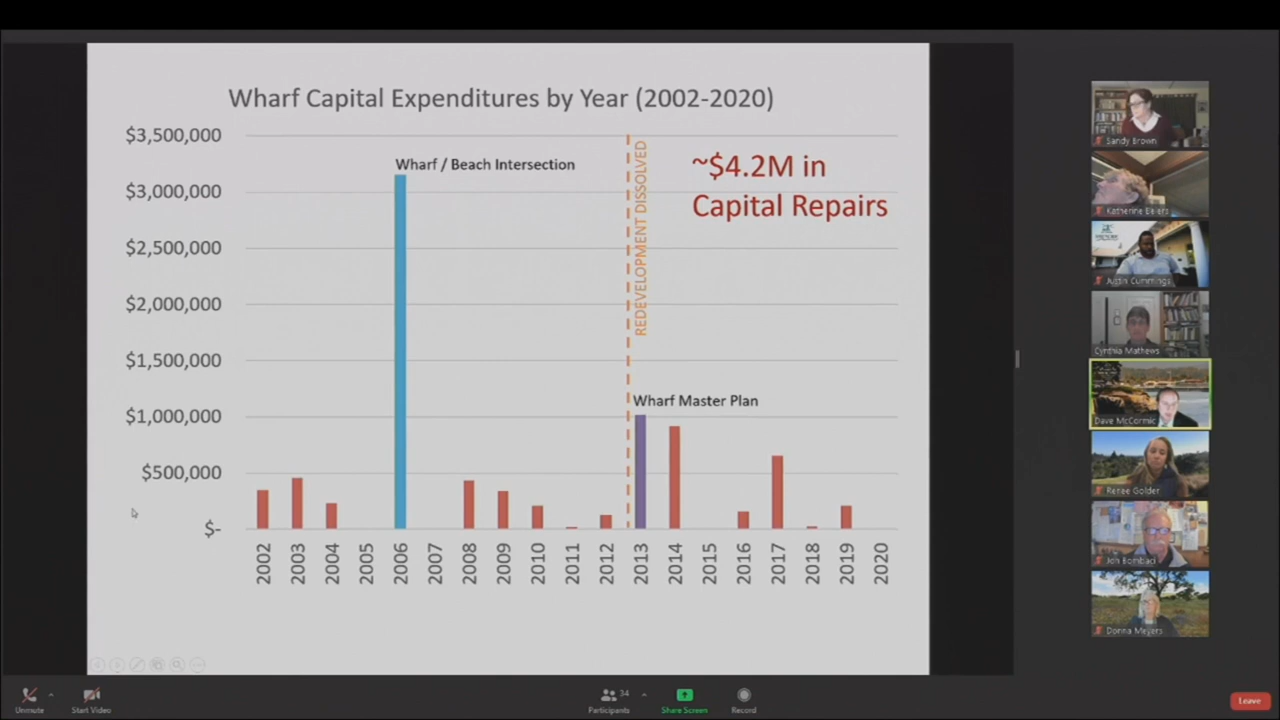 Wharf Capital Expenditures by Year (2002-2020)
$3,500,000
$3,000,000
$2,500,000
$2,000,000
$1,500,000
$1,000,000
$500,000
$-
Wharf / Beach Intersection
REDEVELOPMENT DISSOLVED
~$4.2M in
Capital Repairs
Wharf Master Plan
2002
2003
2004
2005
2006
2007
2008
2009
2010
2011
2012
2013
2014
2015
2016
2017
2018
2019
2020
Sandy Brown
Katherine Beiers
Justin Cummings
Cynthia Mathews
Dave McCormic
Renee Golder
Jon Bombaci
Donna Meyers
Unmute
Start Video
34
Participants
Share Screen
Record
Leave